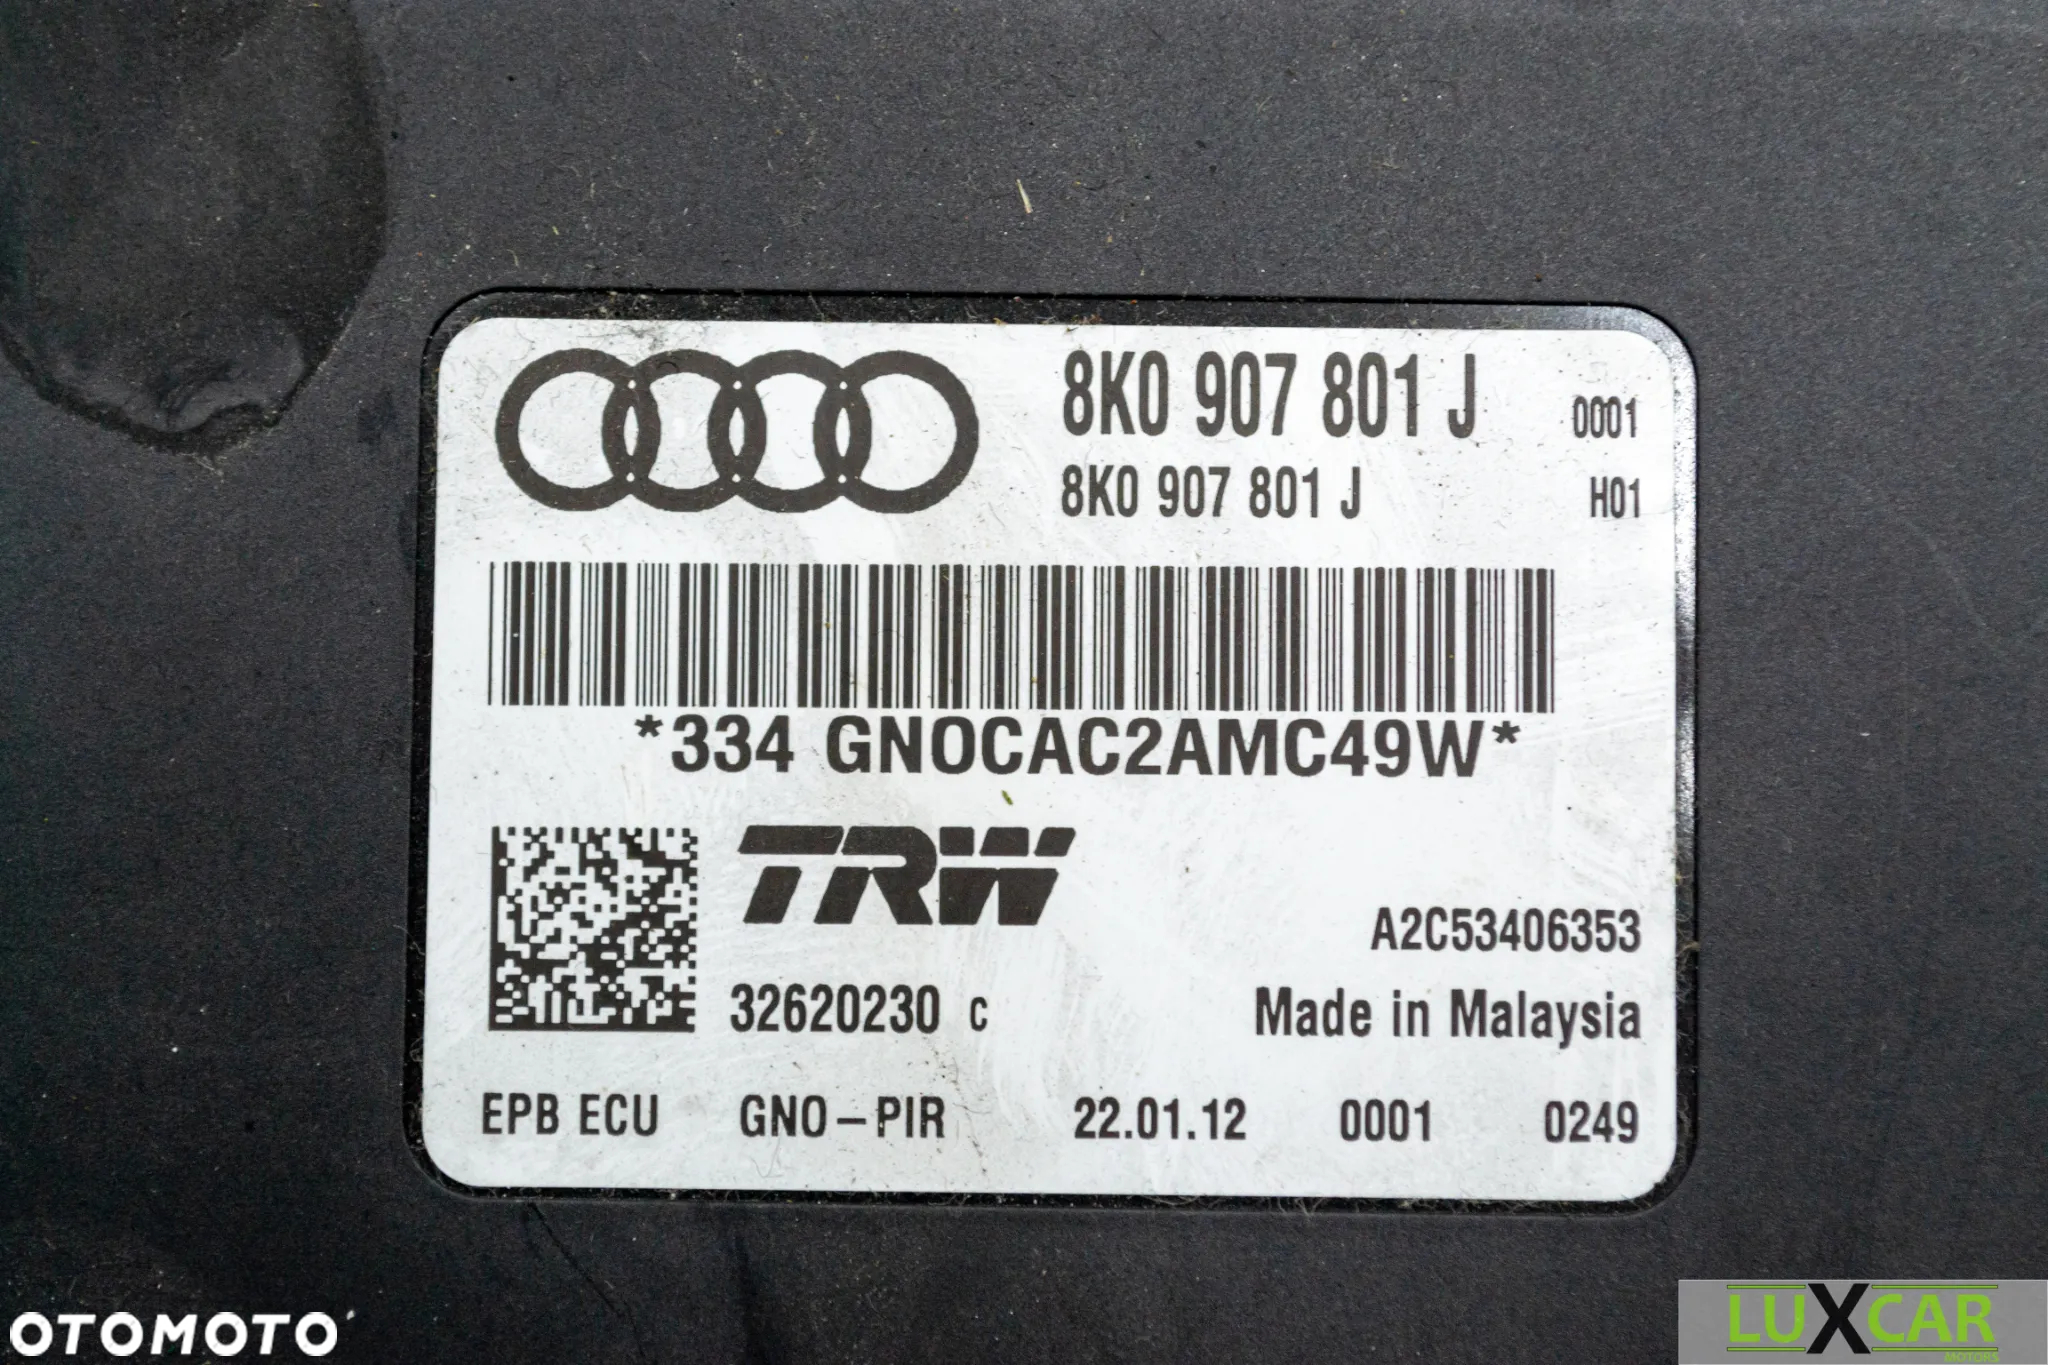 8K0 907 801 J 0001
8K0 907 801 J H01
*334 GNOCAC2AMC49W*
TRW
A2C53406353
32620230 C Made in Malaysia
EPB ECU GNO-PIR 22.01.12 0001 0249
OTOMOTO
LUXCAR
MOTORS